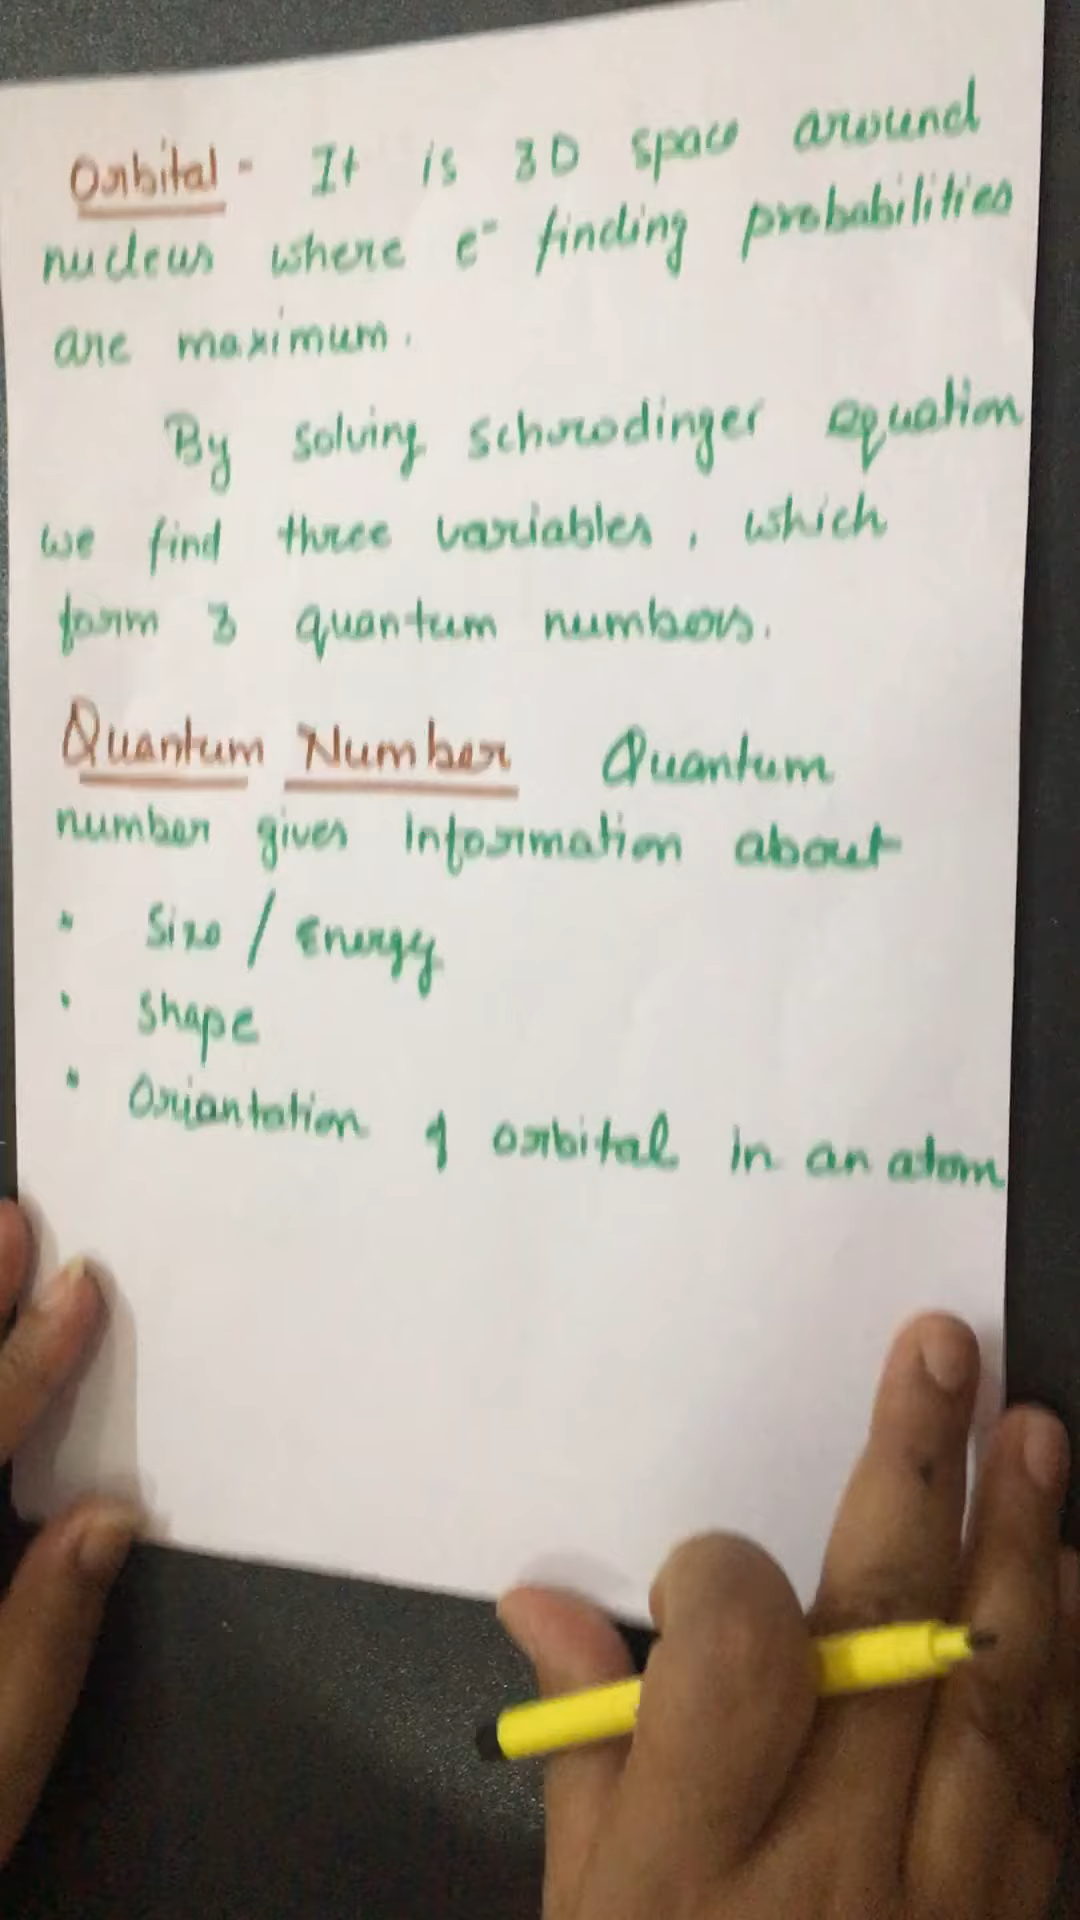 Orbital - It is 3D space around
nucleus where e⁻ finding probabilities
are maximum.
By solving schrodinger equation
we find three variables, which
form 3 quantum numbers.
Quantum Number Quantum
number gives information about
• Size / Energy
• Shape
• Oriantation of orbital in an atom